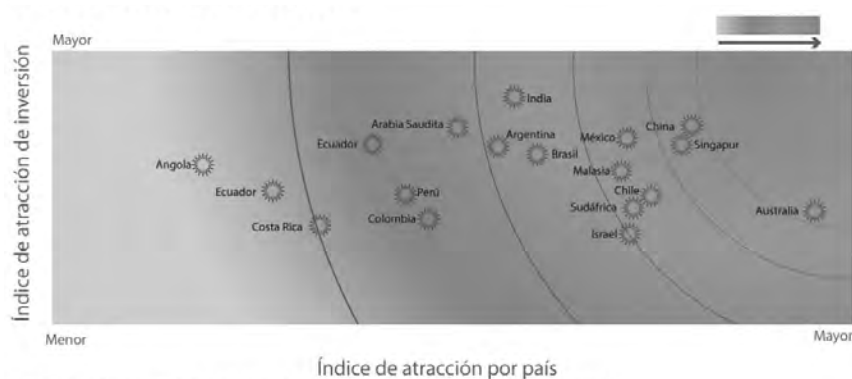 Mayor
Índice de atracción de inversión
India
Arabia Saudita
China
Ecuador
Argentina
México
Singapur
Brasil
Angola
Malasia
Ecuador
Perú
Chile
Colombia
Sudáfrica
Australia
Costa Rica
Israel
Menor
Mayor
Índice de atracción por país